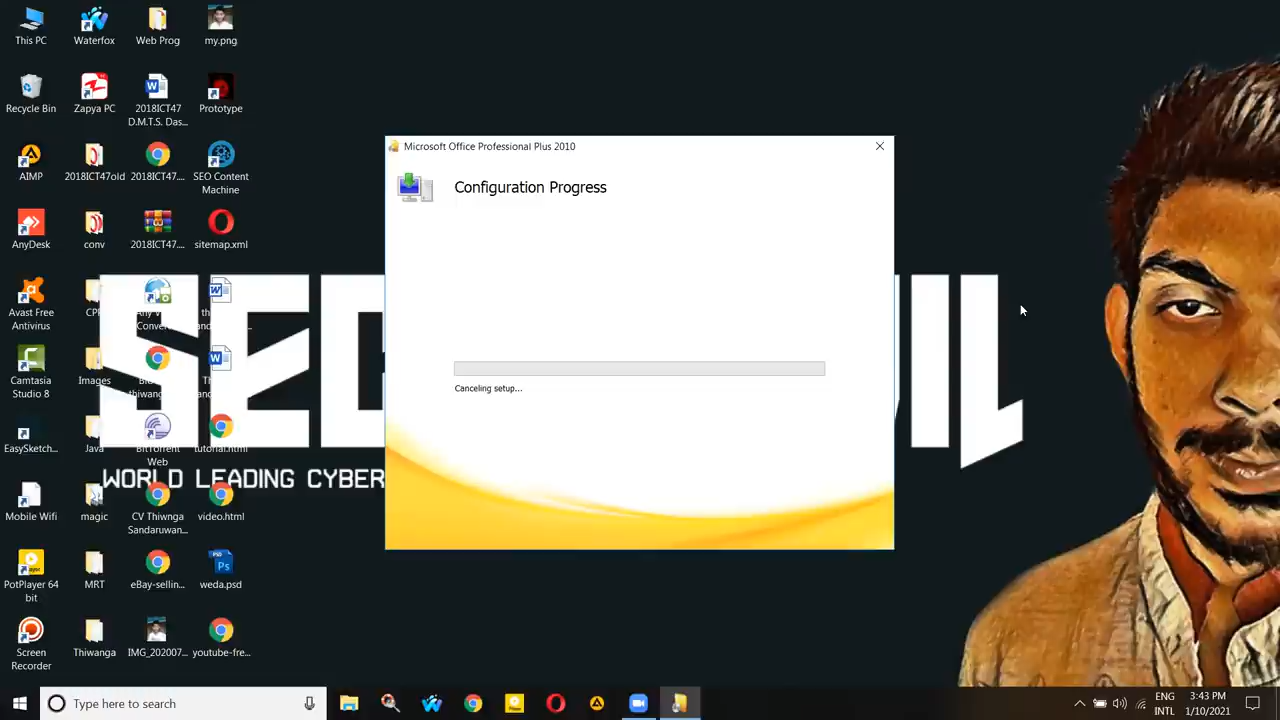 This PC
Waterfox
Web Prog
my.png
Recycle Bin
Zapya PC
2018ICT47
D.M.T.S. Das...
Prototype
AIMP
2018ICT47old
2018ICT47....
SEO Content
Machine
AnyDesk
conv
2018ICT47....
sitemap.xml
Avast Free
Antivirus
Camtasia
Studio 8
Images
thiwang
EasySketch...
Java
BitTorrent
Web
tutorial.html
Mobile Wifi
magic
CV Thiwnga
Sandaruwan...
video.html
PotPlayer 64
bit
MRT
eBay-sellin...
weda.psd
Screen
Recorder
Thiwanga
IMG_202007...
youtube-fre...
WORLD LEADING CYBER
Microsoft Office Professional Plus 2010
Configuration Progress
Canceling setup...
Type here to search
ENG
INTL
3:43 PM
1/10/2021